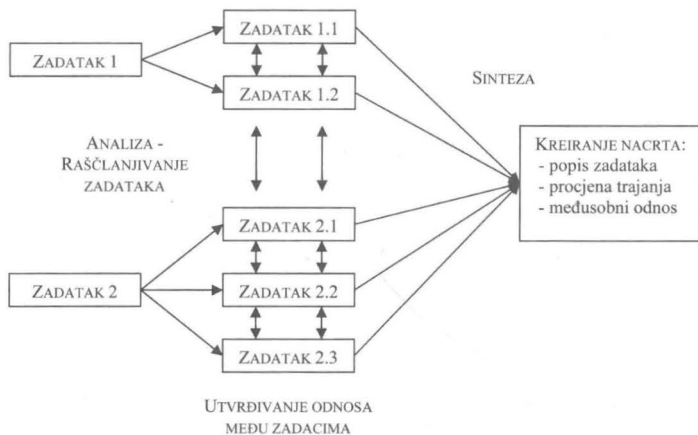 ZADATAK 1
ZADATAK 1.1
ZADATAK 1.2
SINTEZA
ANALIZA -
RAŠČLANJIVANJE
ZADATAKA
KREIRANJE NACRTA:
- popis zadataka
- procjena trajanja
- međusobni odnos
ZADATAK 2
ZADATAK 2.1
ZADATAK 2.2
ZADATAK 2.3
UTVRĐIVANJE ODNOSA
MEĐU ZADACIMA